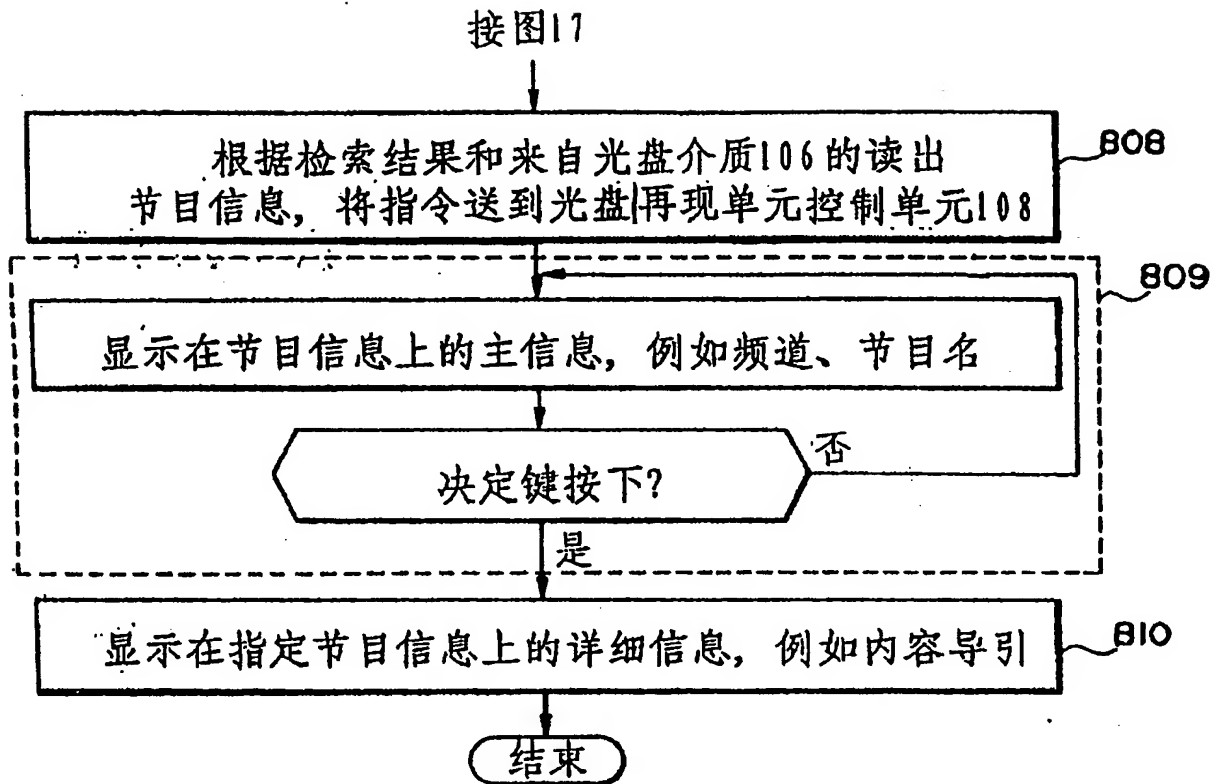 接图17
根据检索结果和来自光盘介质106的读出
节目信息，将指令送到光盘再现单元控制单元108
808
809
显示在节目信息上的主信息，例如频道、节目名
决定键按下？
否
是
显示在指定节目信息上的详细信息，例如内容导引
810
结束